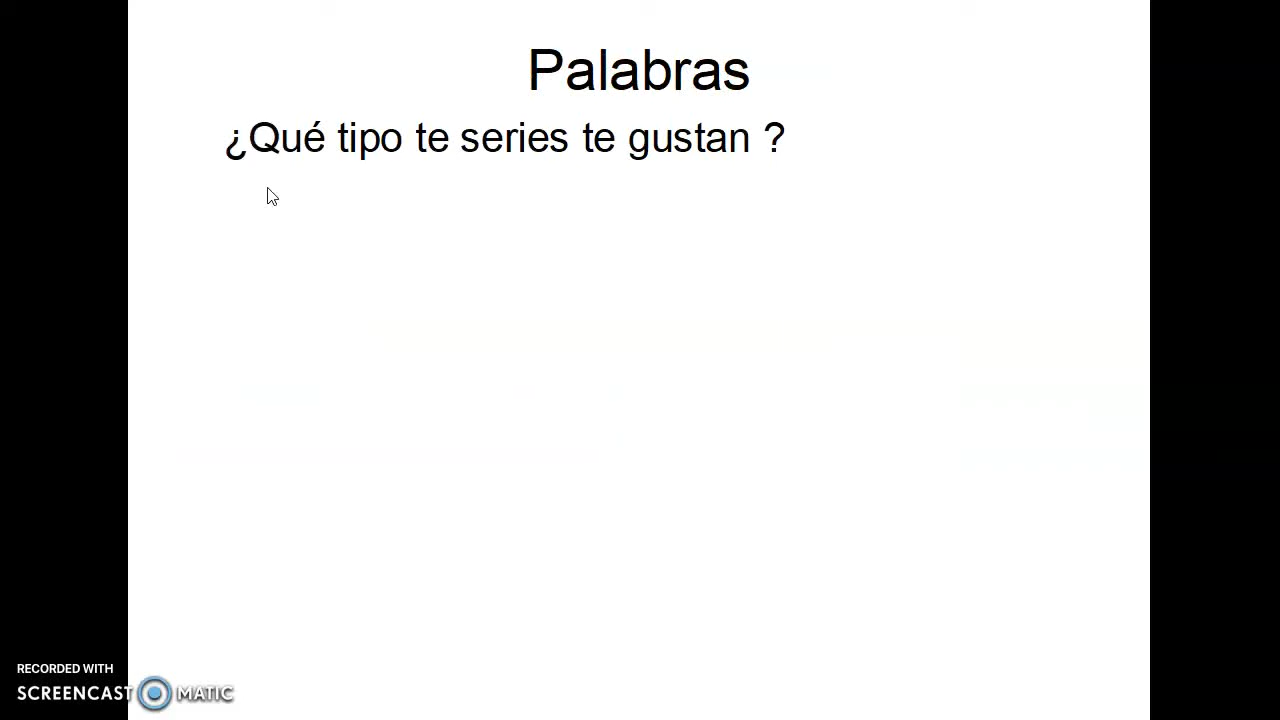 Palabras
¿Qué tipo te series te gustan ?
RECORDED WITH
SCREENCAST MATIC